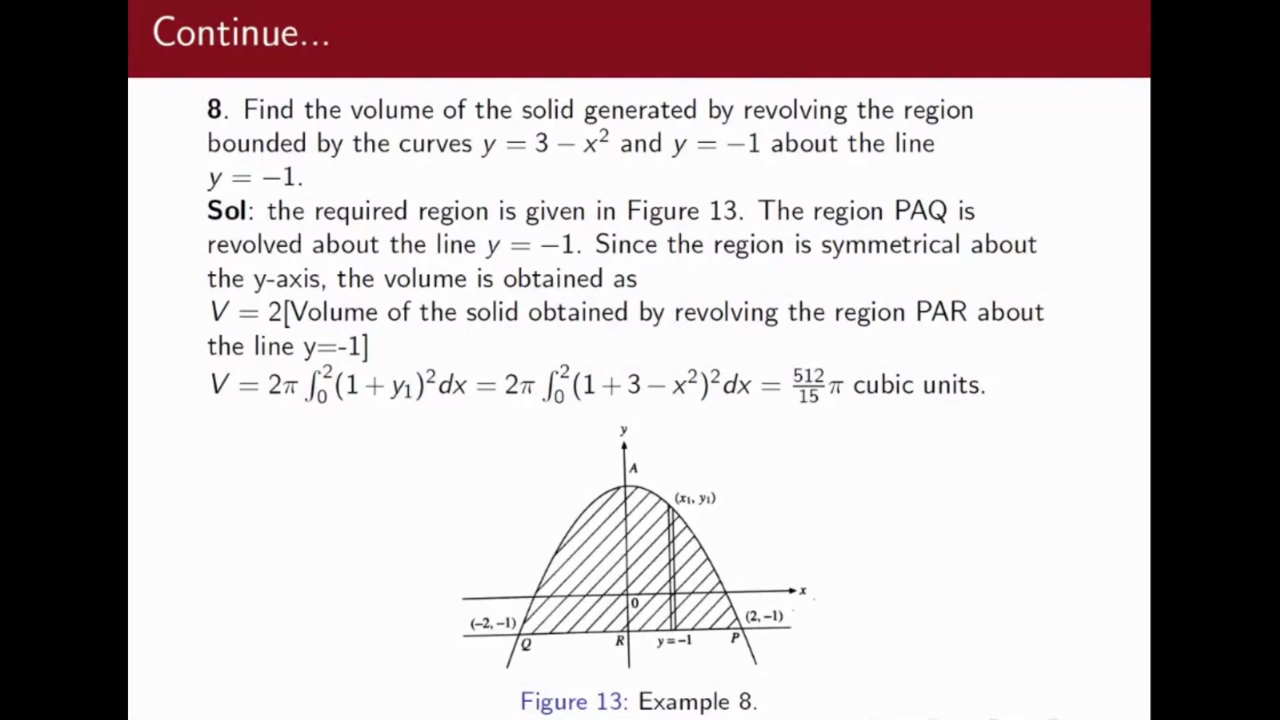 Continue...
8. Find the volume of the solid generated by revolving the region
bounded by the curves y = 3 − x² and y = −1 about the line
y = −1.
Sol: the required region is given in Figure 13. The region PAQ is
revolved about the line y = −1. Since the region is symmetrical about
the y-axis, the volume is obtained as
V = 2[Volume of the solid obtained by revolving the region PAR about
the line y=-1]
V = 2π ∫₀²(1 + y₁)²dx = 2π ∫₀²(1 + 3 − x²)²dx = 512/15 π cubic units.
y
A
(x₁, y₁)
x
0
(−2, −1)
(2, −1)
Q
R
y = −1
P
Figure 13: Example 8.